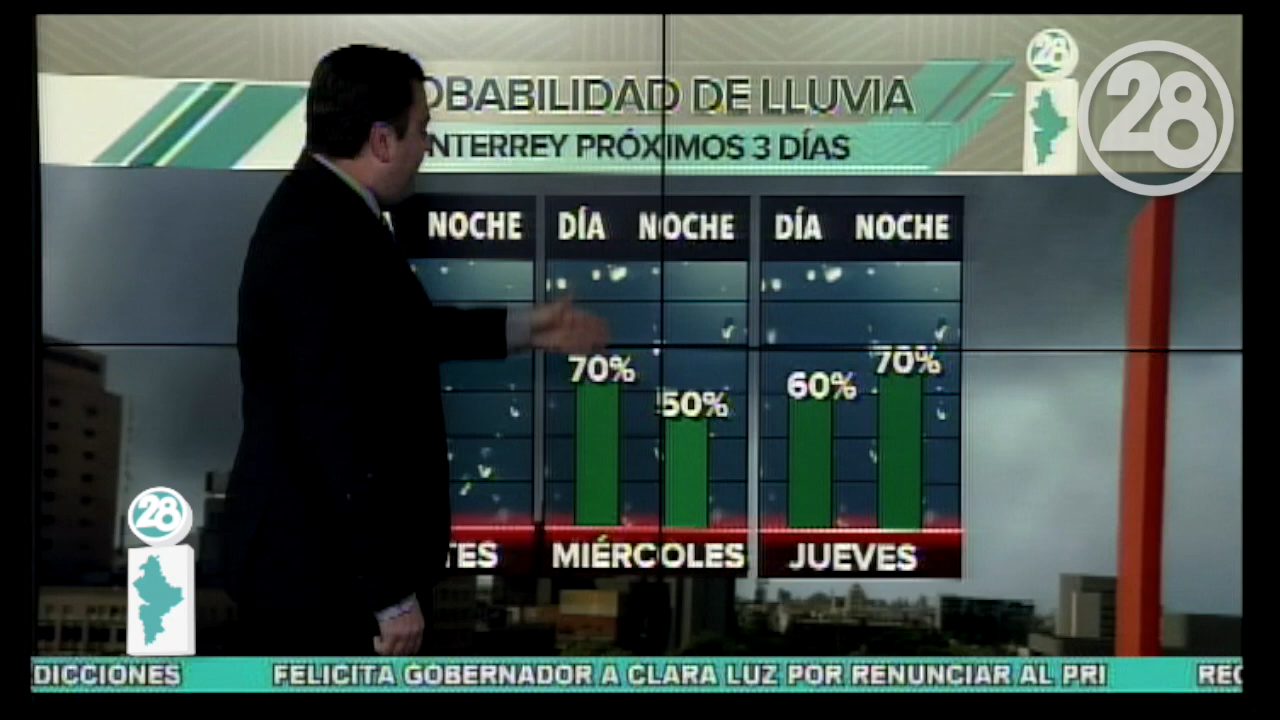 28
28
OBABILIDAD DE LLUVIA
NTERREY PRÓXIMOS 3 DÍAS
NOCHE DÍA NOCHE DÍA NOCHE
70% 50% 60% 70%
TES MIÉRCOLES JUEVES
28
DICCIONES FELICITA GOBERNADOR A CLARA LUZ POR RENUNCIAR AL PRI REC